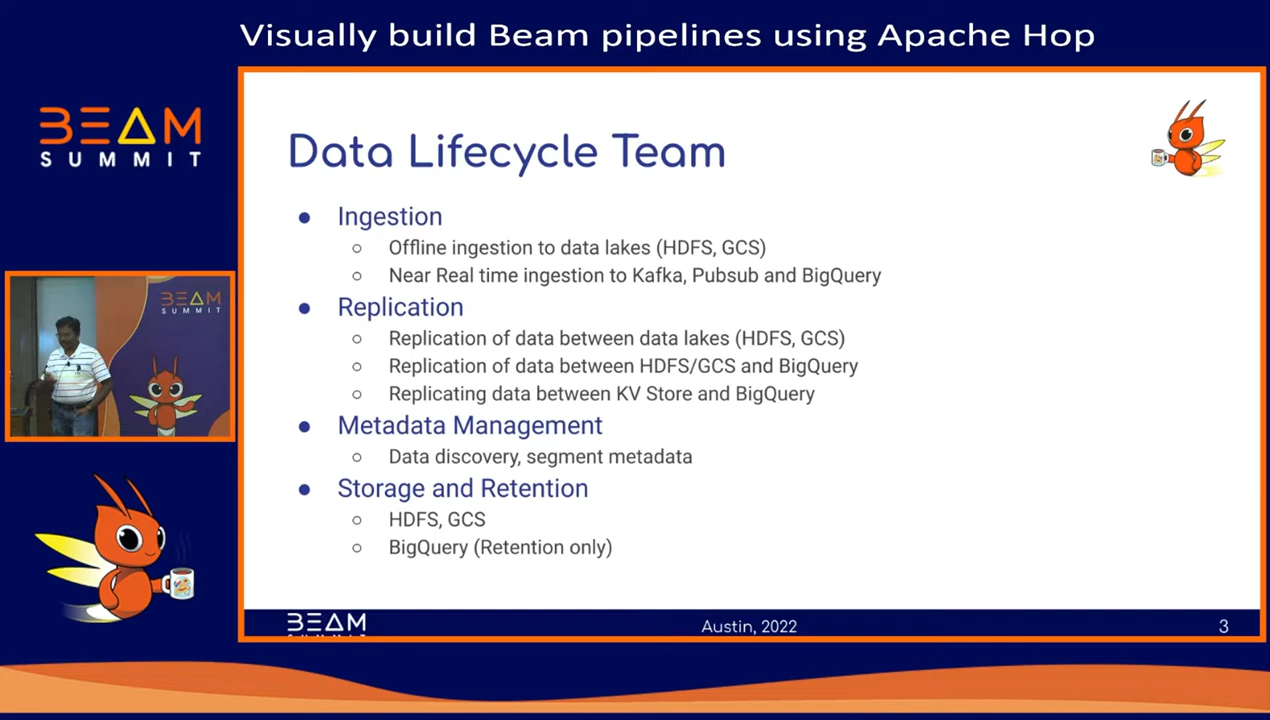 Visually build Beam pipelines using Apache Hop
BEAM
SUMMIT
Data Lifecycle Team
● Ingestion
○ Offline ingestion to data lakes (HDFS, GCS)
○ Near Real time ingestion to Kafka, Pubsub and BigQuery
● Replication
○ Replication of data between data lakes (HDFS, GCS)
○ Replication of data between HDFS/GCS and BigQuery
○ Replicating data between KV Store and BigQuery
● Metadata Management
○ Data discovery, segment metadata
● Storage and Retention
○ HDFS, GCS
○ BigQuery (Retention only)
BEAM
SUMMIT
BEAM
Austin, 2022
3